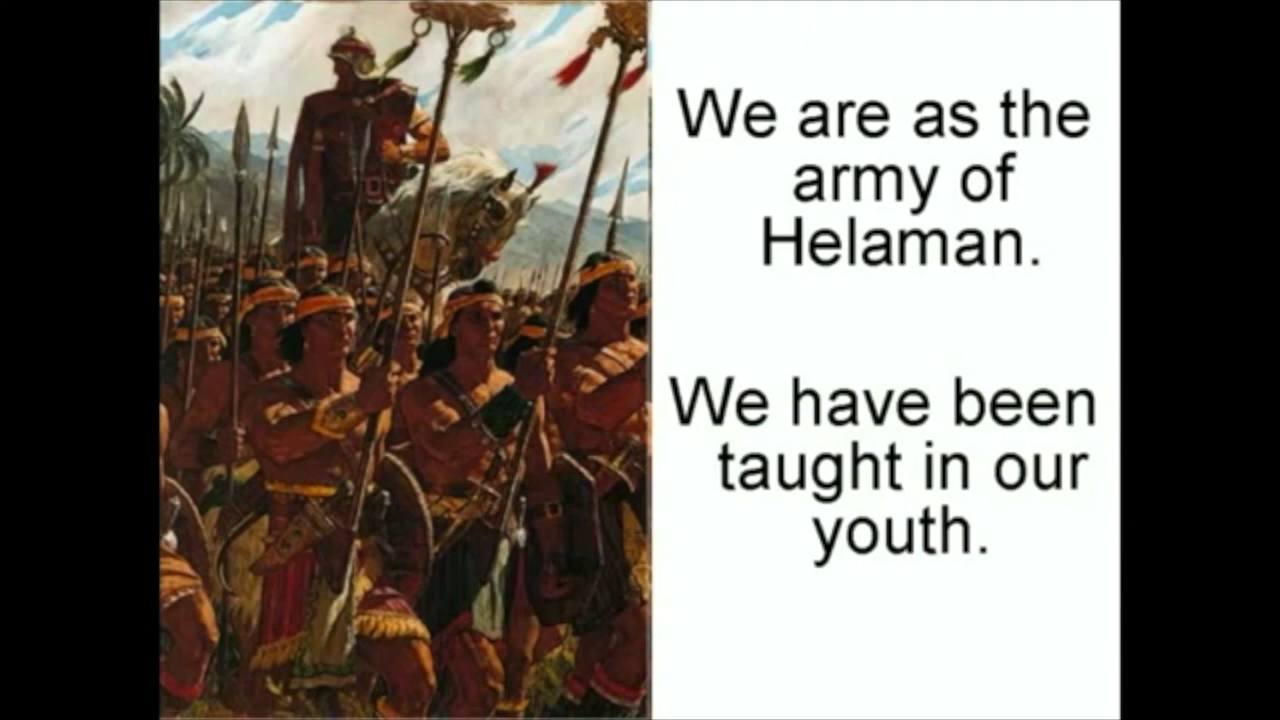 We are as the
army of
Helaman.
We have been
taught in our
youth.